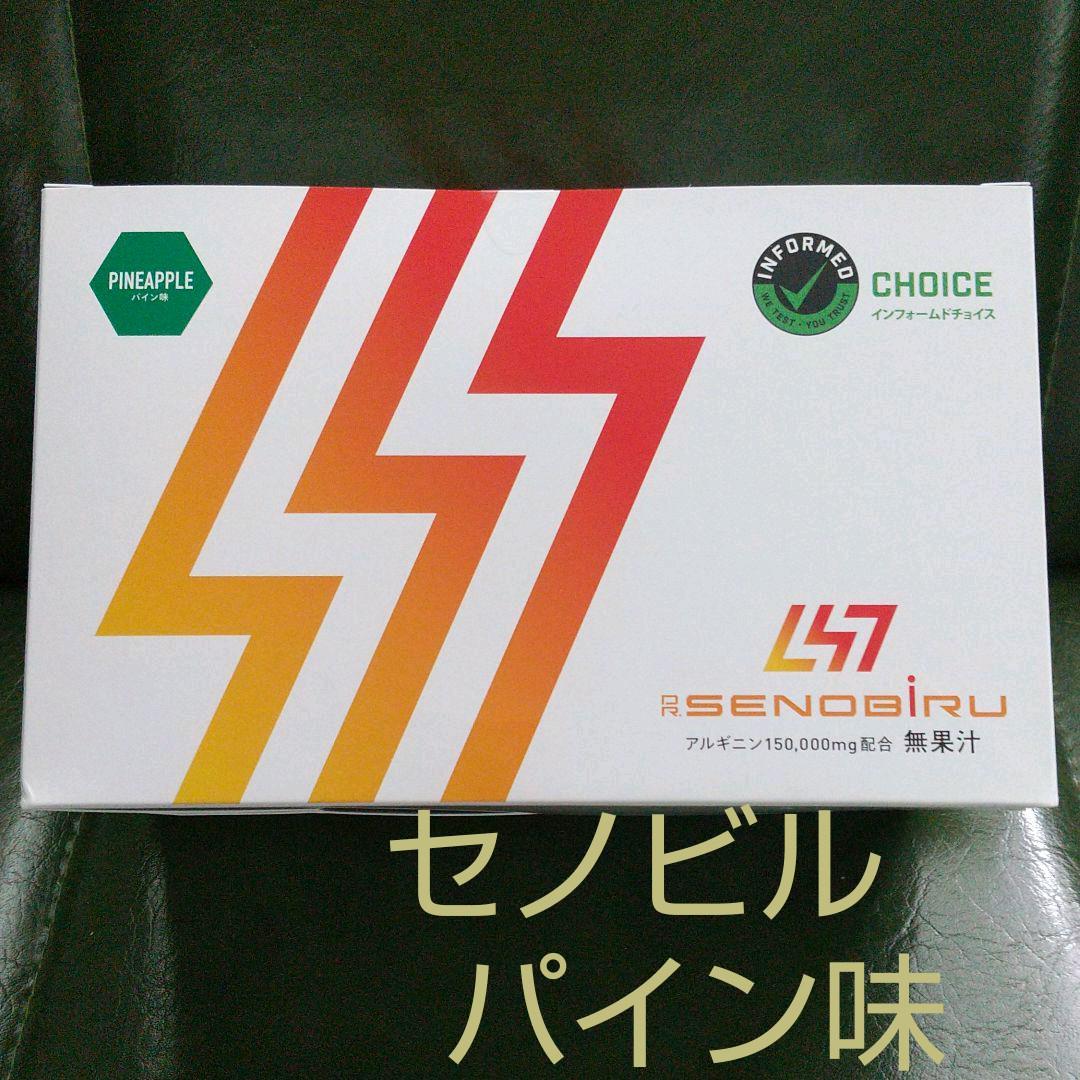 PINEAPPLE
パイン味
INFORMED
WE TEST・YOU TRUST
CHOICE
インフォームドチョイス
DR.SENOBiRU
アルギニン150,000mg配合 無果汁
セノビル
パイン味